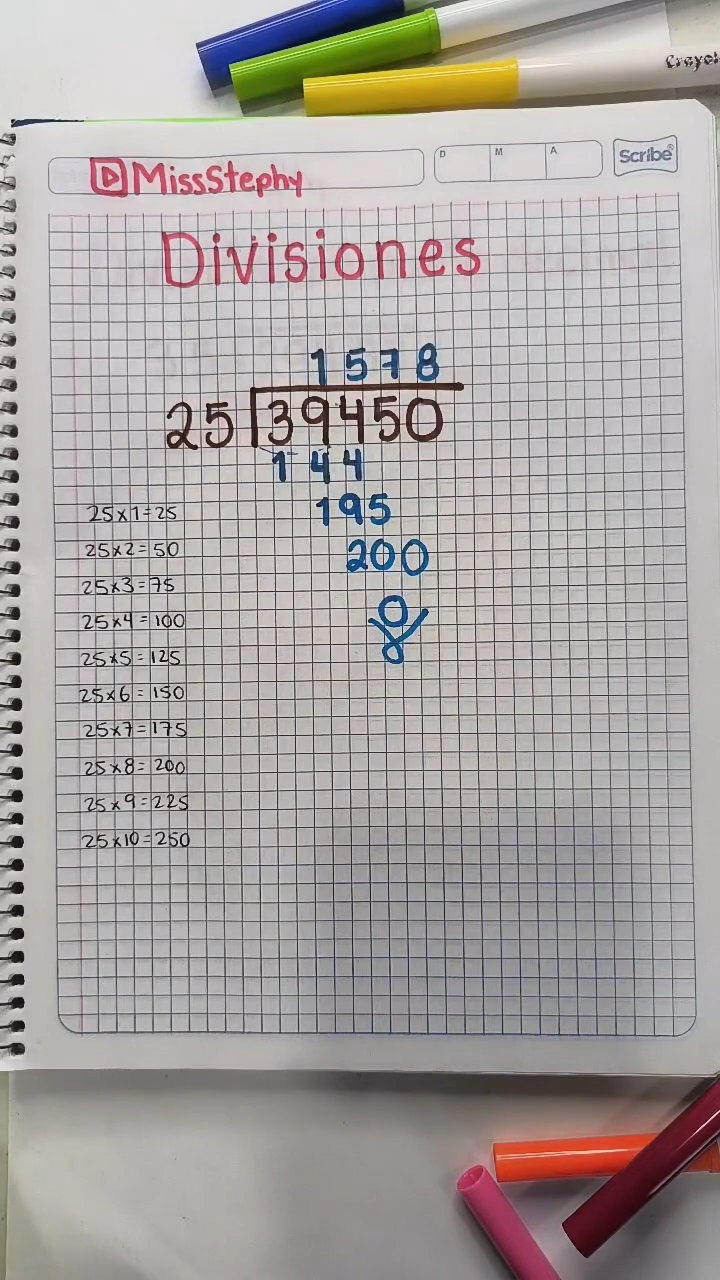 Crayol
D M A
Scribe®
MissStephy
Divisiones
1578
25 39450
144
195
200
0
25x1=25
25x2=50
25x3=75
25x4=100
25x5=125
25x6=150
25x7=175
25x8=200
25x9=225
25x10=250